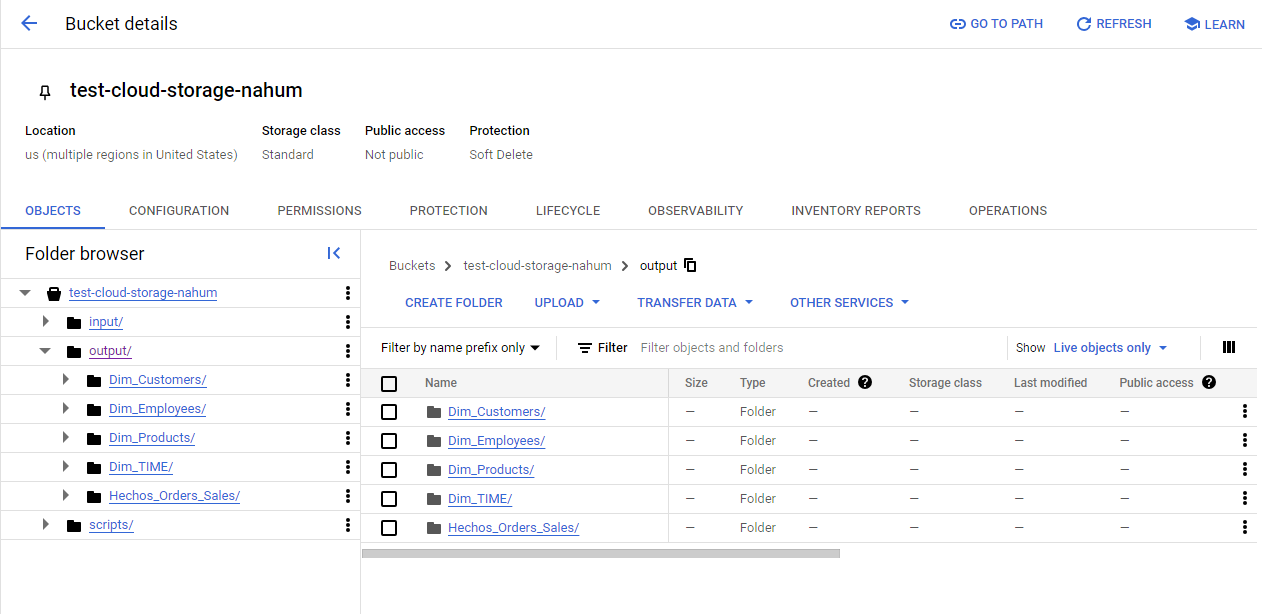 Bucket details
GO TO PATH
REFRESH
LEARN
test-cloud-storage-nahum
Location Storage class Public access Protection
us (multiple regions in United States) Standard Not public Soft Delete
OBJECTS CONFIGURATION PERMISSIONS PROTECTION LIFECYCLE OBSERVABILITY INVENTORY REPORTS OPERATIONS
Folder browser
test-cloud-storage-nahum
input/
output/
Dim_Customers/
Dim_Employees/
Dim_Products/
Dim_TIME/
Hechos_Orders_Sales/
scripts/
Buckets > test-cloud-storage-nahum > output
CREATE FOLDER UPLOAD TRANSFER DATA OTHER SERVICES
Filter by name prefix only Filter Filter objects and folders Show Live objects only
Name Size Type Created ? Storage class Last modified Public access ?
Dim_Customers/ — Folder — — — —
Dim_Employees/ — Folder — — — —
Dim_Products/ — Folder — — — —
Dim_TIME/ — Folder — — — —
Hechos_Orders_Sales/ — Folder — — — —